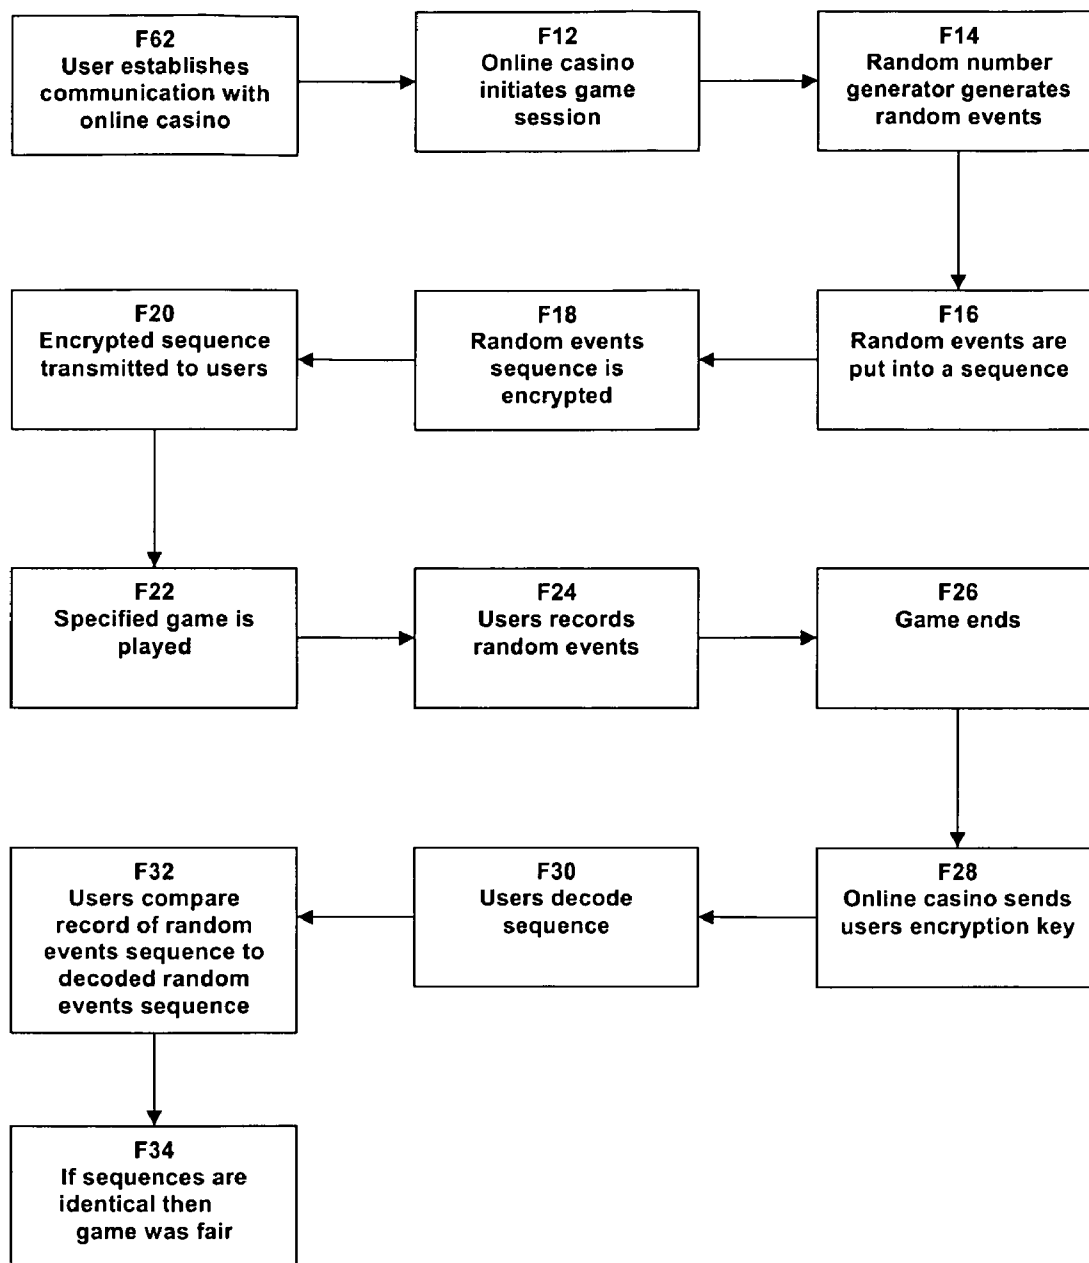 F62
User establishes
communication with
online casino
F12
Online casino
initiates game
session
F14
Random number
generator generates
random events
F20
Encrypted sequence
transmitted to users
F18
Random events
sequence is
encrypted
F16
Random events are
put into a sequence
F22
Specified game is
played
F24
Users records
random events
F26
Game ends
F32
Users compare
record of random
events sequence to
decoded random
events sequence
F30
Users decode
sequence
F28
Online casino sends
users encryption key
F34
If sequences are
identical then
game was fair